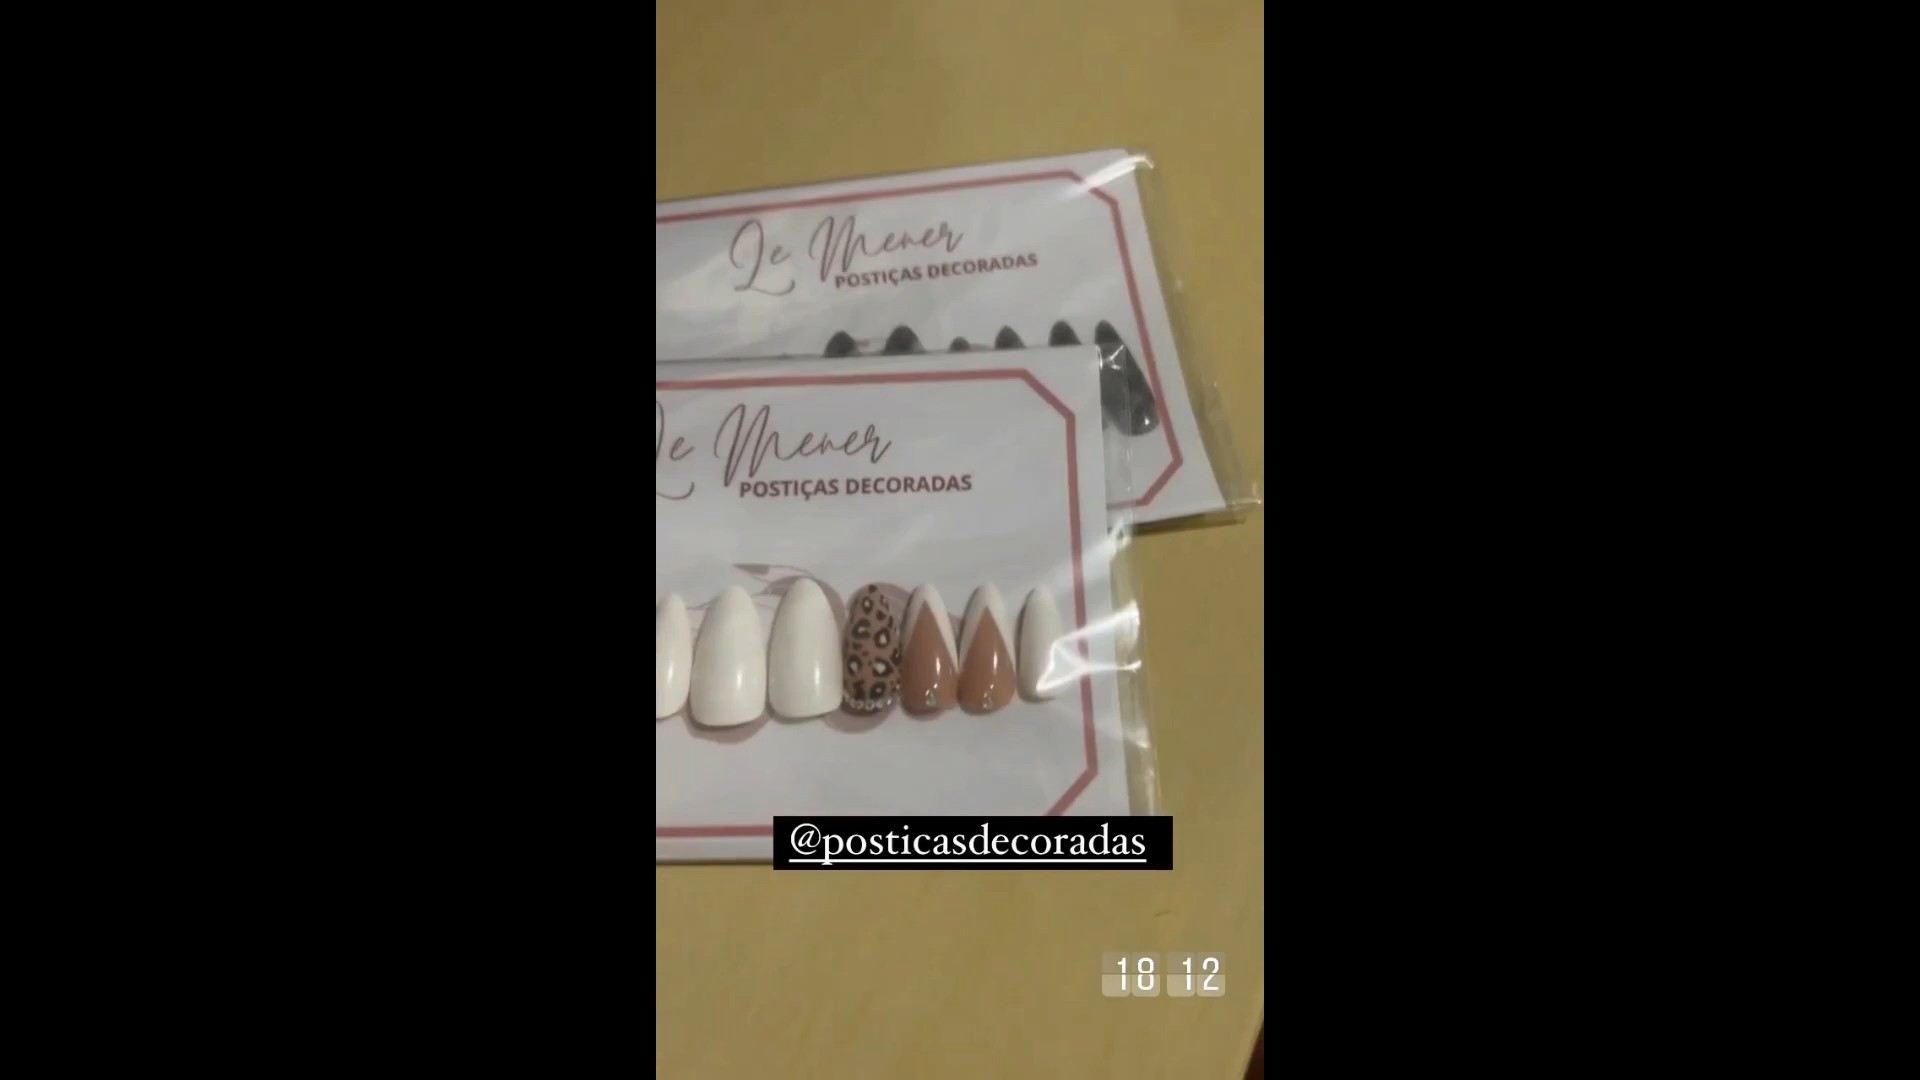 Le Mener
POSTIÇAS DECORADAS
Le Mener
POSTIÇAS DECORADAS
@posticasdecoradas
18 12